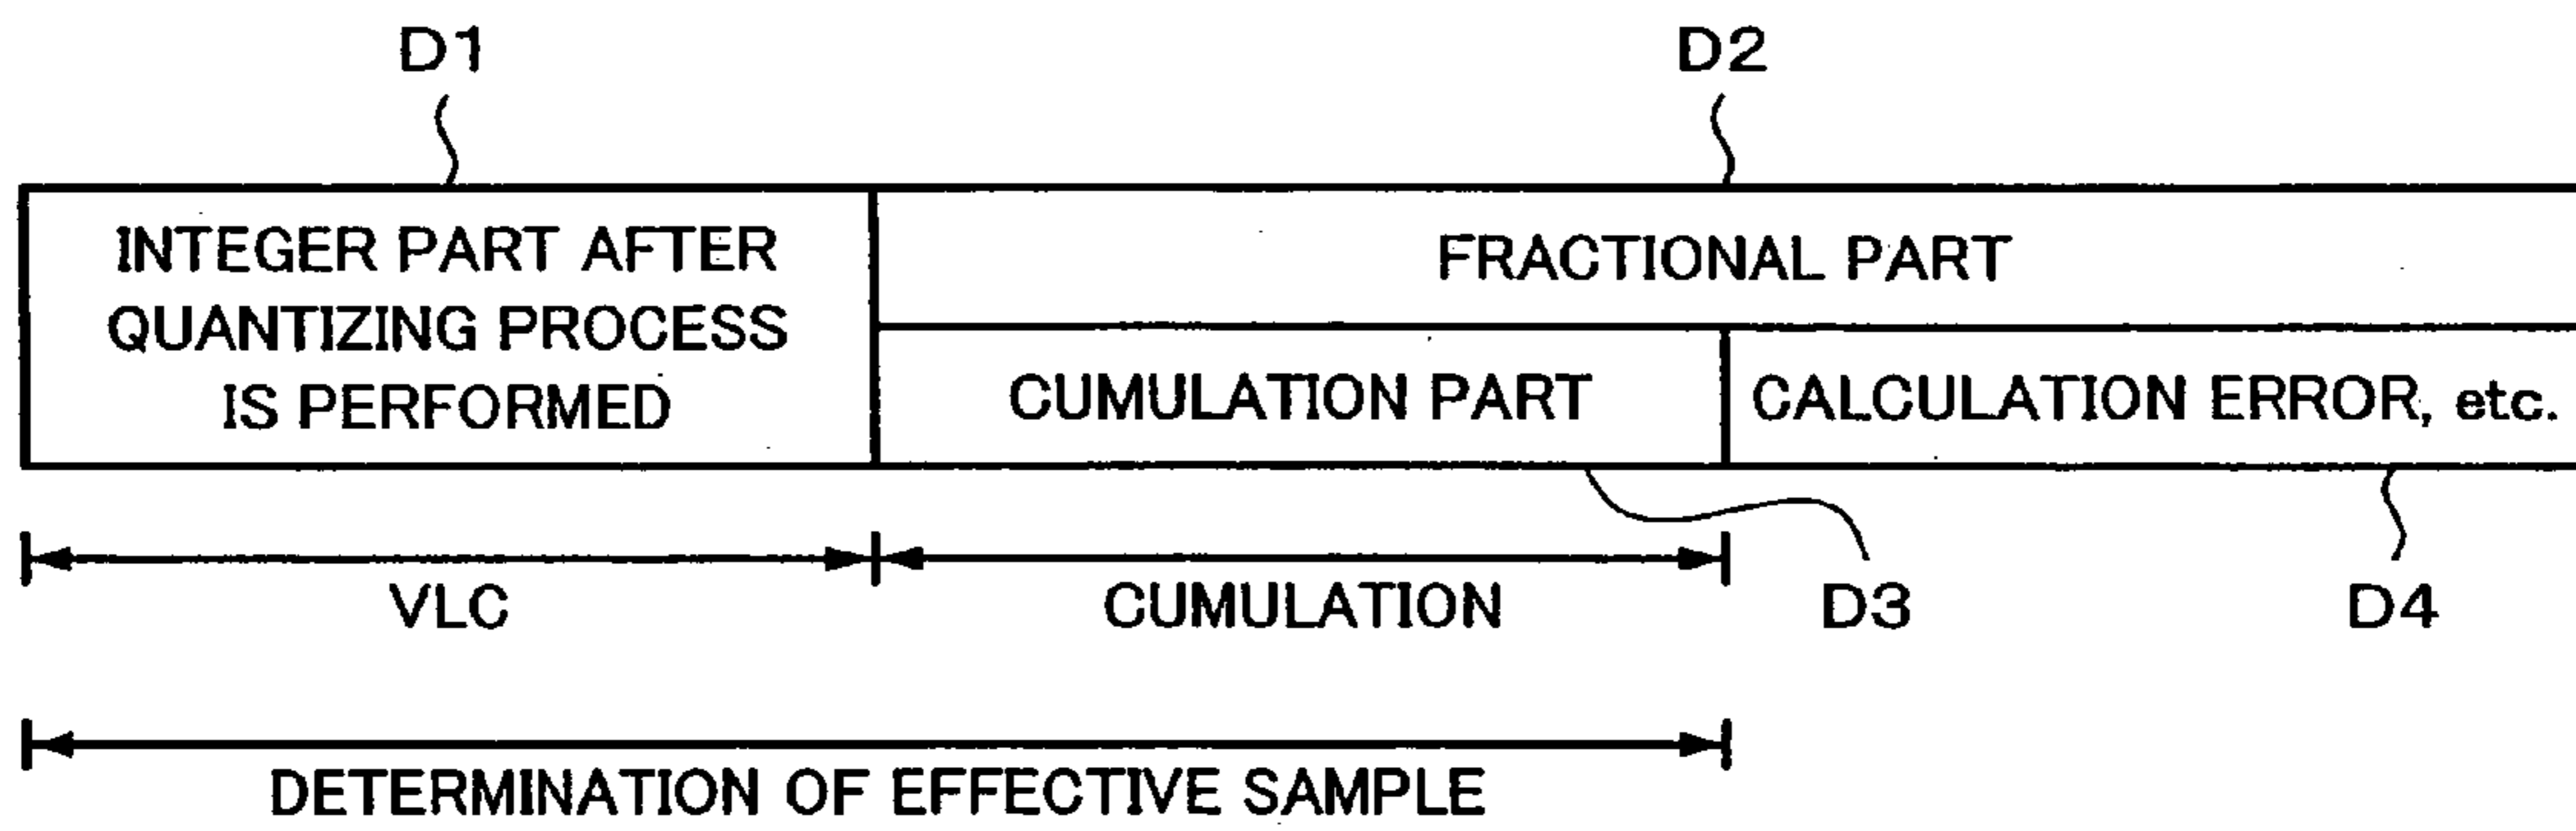 D1
D2
INTEGER PART AFTER
QUANTIZING PROCESS
IS PERFORMED
FRACTIONAL PART
CUMULATION PART
CALCULATION ERROR, etc.
VLC
CUMULATION
D3
D4
DETERMINATION OF EFFECTIVE SAMPLE